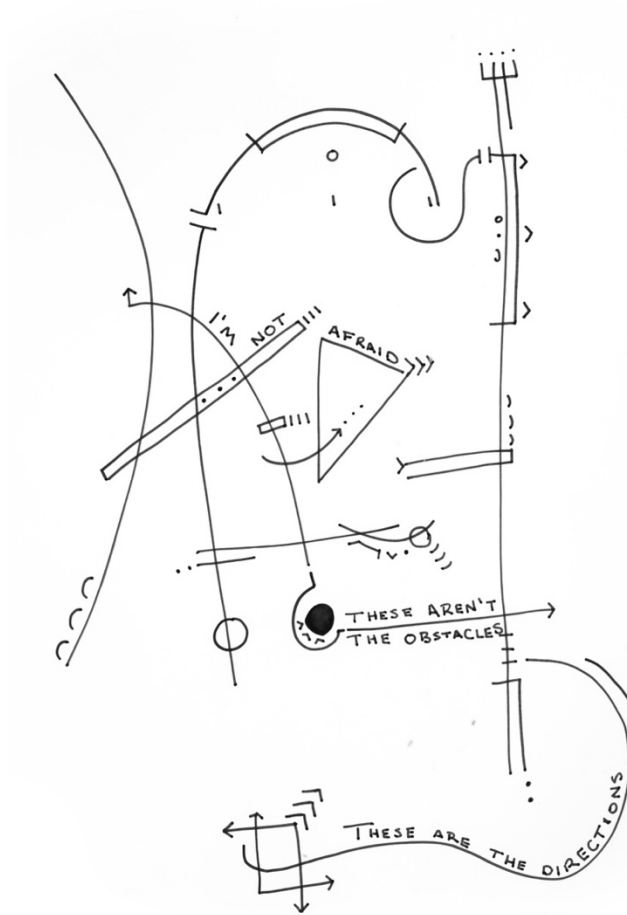 I'M NOT AFRAID
THESE AREN'T
THE OBSTACLES
THESE ARE THE DIRECTIONS